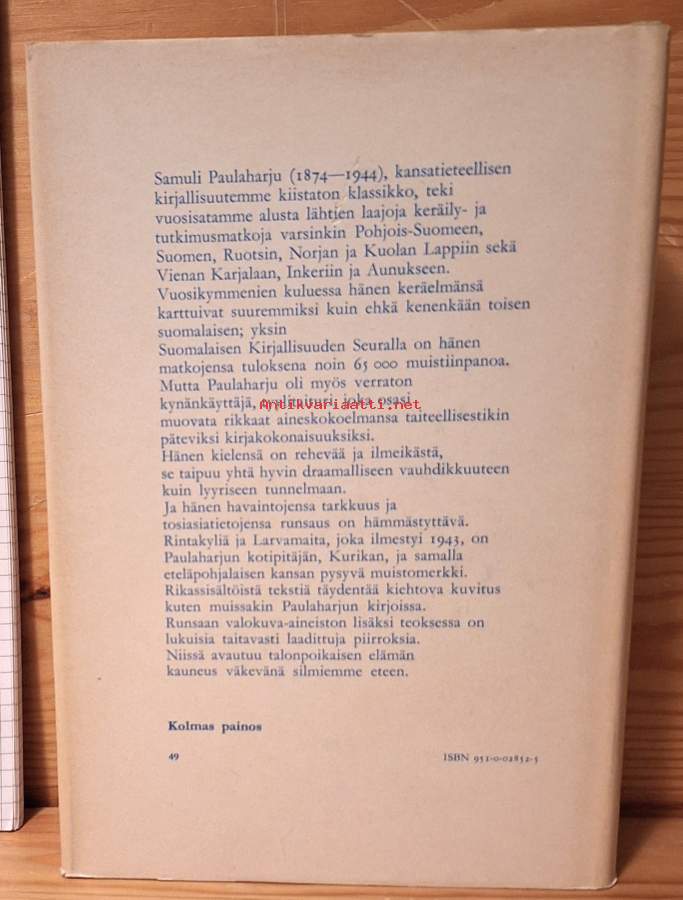 Samuli Paulaharju (1874—1944), kansatieteellisen
kirjallisuutemme kiistaton klassikko, teki
vuosisatamme alusta lähtien laajoja keräily- ja
tutkimusmatkoja varsinkin Pohjois-Suomeen,
Suomen, Ruotsin, Norjan ja Kuolan Lappiin sekä
Vienan Karjalaan, Inkeriin ja Aunukseen.
Vuosikymmenien kuluessa hänen keräelmänsä
karttuivat suuremmiksi kuin ehkä kenenkään toisen
suomalaisen; yksin
Suomalaisen Kirjallisuuden Seuralla on hänen
matkojensa tuloksena noin 65 000 muistiinpanoa.
Mutta Paulaharju oli myös verraton
kynänkäyttäjä, joka osasi
Antikvariaatti.net
muovata rikkaat aineskokoelmansa taiteellisestikin
päteviksi kirjakokonaisuuksiksi.
Hänen kielensä on rehevää ja ilmeikästä,
se taipuu yhtä hyvin draamalliseen vauhdikkuuteen
kuin lyyriseen tunnelmaan.
Ja hänen havaintojensa tarkkuus ja
tosiasiatietojensa runsaus on hämmästyttävä.
Rintakyliä ja Larvamaita, joka ilmestyi 1943, on
Paulaharjun kotipitäjän, Kurikan, ja samalla
eteläpohjalaisen kansan pysyvä muistomerkki.
Rikassisältöistä tekstiä täydentää kiehtova kuvitus
kuten muissakin Paulaharjun kirjoissa.
Runsaan valokuva-aineiston lisäksi teoksessa on
lukuisia taitavasti laadittuja piirroksia.
Niissä avautuu talonpoikaisen elämän
kauneus väkevänä silmiemme eteen.
Kolmas painos
49
ISBN 951-0-02852-5